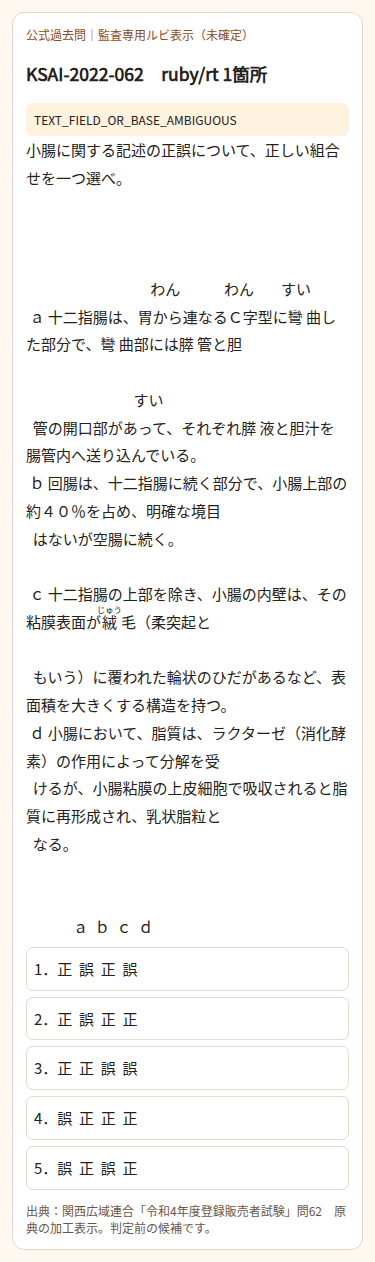 公式過去問｜監査専用ルビ表示（未確定）
KSAI-2022-062　ruby/rt 1箇所
TEXT_FIELD_OR_BASE_AMBIGUOUS
小腸に関する記述の正誤について、正しい組合
せを一つ選べ。
わん　わん　すい
ａ 十二指腸は、胃から連なるＣ字型に彎 曲し
た部分で、彎 曲部には膵 管と胆
すい
管の開口部があって、それぞれ膵 液と胆汁を
腸管内へ送り込んでいる。
ｂ 回腸は、十二指腸に続く部分で、小腸上部の
約４０％を占め、明確な境目
はないが空腸に続く。
ｃ 十二指腸の上部を除き、小腸の内壁は、その
じゅう
粘膜表面が絨 毛（柔突起と
もいう）に覆われた輪状のひだがあるなど、表
面積を大きくする構造を持つ。
ｄ 小腸において、脂質は、ラクターゼ（消化酵
素）の作用によって分解を受
けるが、小腸粘膜の上皮細胞で吸収されると脂
質に再形成され、乳状脂粒と
なる。
ａ ｂ ｃ ｄ
1．正 誤 正 誤
2．正 誤 正 正
3．正 正 誤 誤
4．誤 正 正 正
5．誤 正 誤 正
出典：関西広域連合「令和4年度登録販売者試験」問62　原
典の加工表示。判定前の候補です。